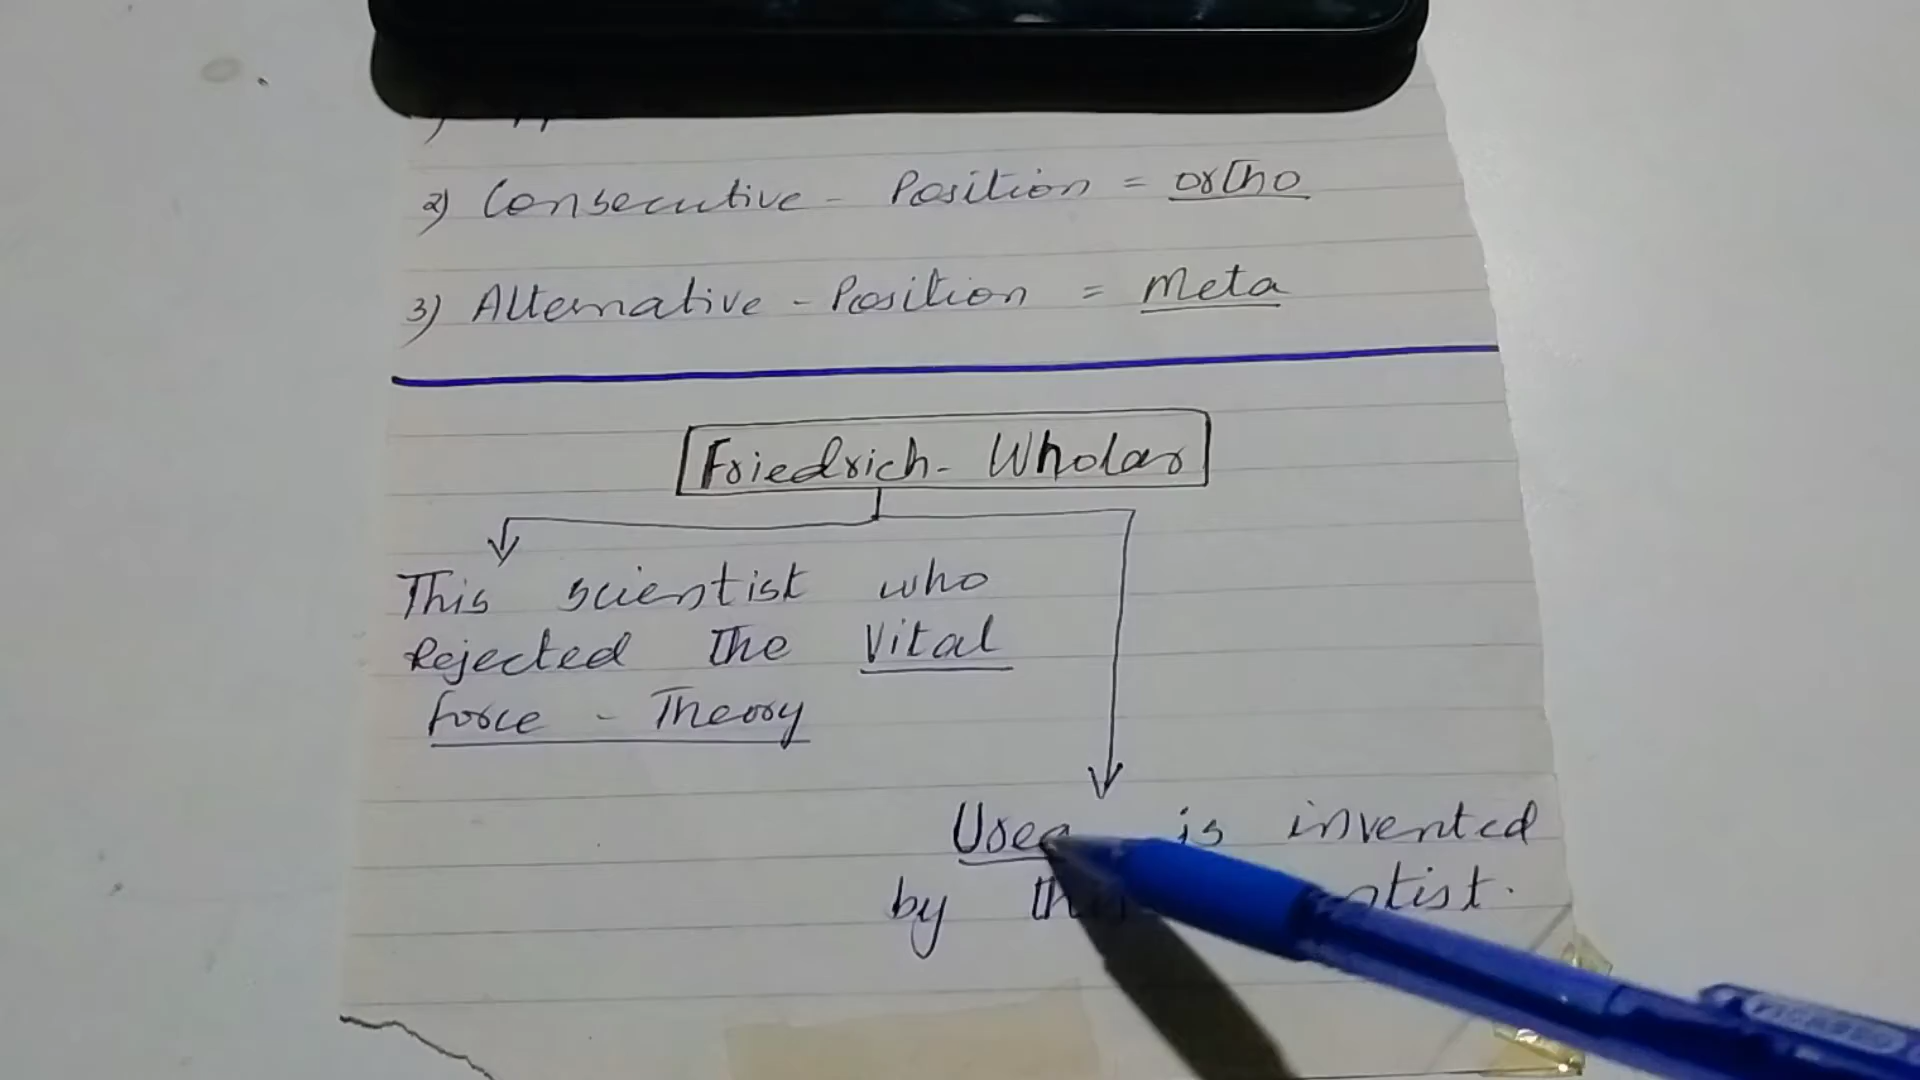 2) Consecutive - Position = ortho
3) Alternative - Position = Meta
Friedrich - Wholar
This scientist who
Rejected The Vital
force - Theory
Urea is invented
by